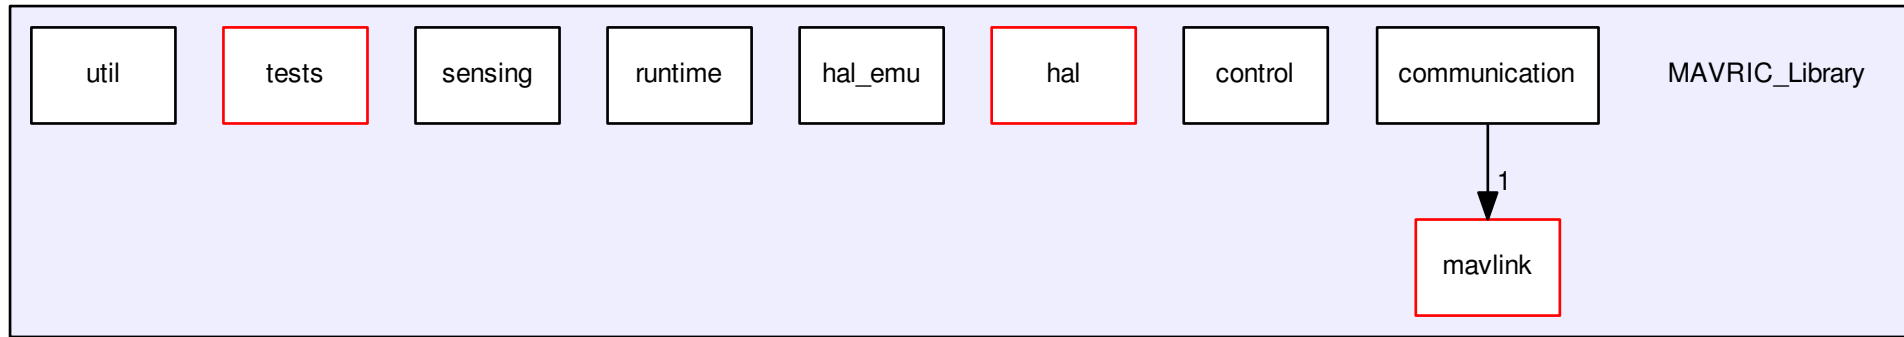 util
tests
sensing
runtime
hal_emu
hal
control
communication
MAVRIC_Library
1
mavlink